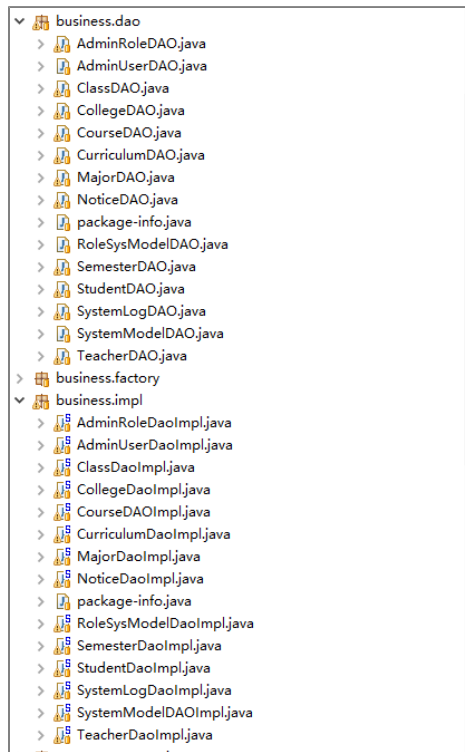 business.dao
AdminRoleDAO.java
AdminUserDAO.java
ClassDAO.java
CollegeDAO.java
CourseDAO.java
CurriculumDAO.java
MajorDAO.java
NoticeDAO.java
package-info.java
RoleSysModelDAO.java
SemesterDAO.java
StudentDAO.java
SystemLogDAO.java
SystemModelDAO.java
TeacherDAO.java
business.factory
business.impl
AdminRoleDaoImpl.java
AdminUserDaoImpl.java
ClassDaoImpl.java
CollegeDaoImpl.java
CourseDAOImpl.java
CurriculumDaoImpl.java
MajorDaoImpl.java
NoticeDaoImpl.java
package-info.java
RoleSysModelDaoImpl.java
SemesterDaoImpl.java
StudentDaoImpl.java
SystemLogDaoImpl.java
SystemModelDAOImpl.java
TeacherDaoImpl.java